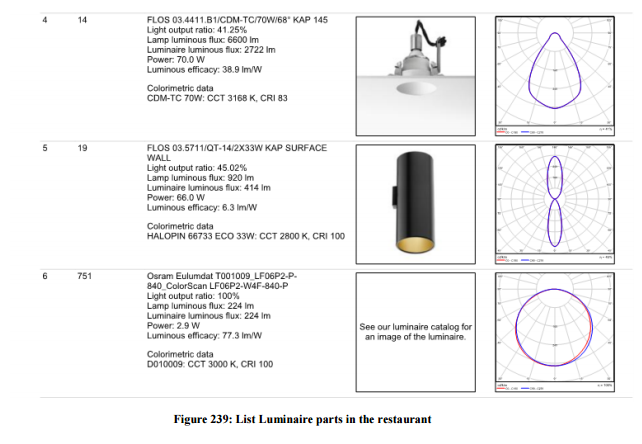 4 14 FLOS 03.4411.B1/CDM-TC/70W/68° KAP 145
Light output ratio: 41.25%
Lamp luminous flux: 6600 lm
Luminaire luminous flux: 2722 lm
Power: 70.0 W
Luminous efficacy: 38.9 lm/W
Colorimetric data
CDM-TC 70W: CCT 3168 K, CRI 83
5 19 FLOS 03.5711/QT-14/2X33W KAP SURFACE
WALL
Light output ratio: 45.02%
Lamp luminous flux: 920 lm
Luminaire luminous flux: 414 lm
Power: 66.0 W
Luminous efficacy: 6.3 lm/W
Colorimetric data
HALOPIN 66733 ECO 33W: CCT 2800 K, CRI 100
6 751 Osram Eulumdat T001009_LF06P2-P-
840_ColorScan LF06P2-W4F-840-P
Light output ratio: 100%
Lamp luminous flux: 224 lm
Luminaire luminous flux: 224 lm
Power: 2.9 W
Luminous efficacy: 77.3 lm/W
Colorimetric data
D010009: CCT 3000 K, CRI 100
See our luminaire catalog for
an image of the luminaire.
Figure 239: List Luminaire parts in the restaurant